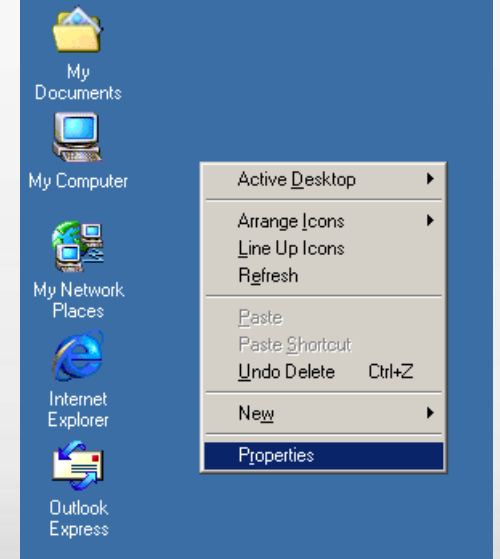 My
Documents
My Computer
My Network
Places
Internet
Explorer
Outlook
Express
Active Desktop
Arrange Icons
Line Up Icons
Refresh
Paste
Paste Shortcut
Undo Delete Ctrl+Z
New
Properties